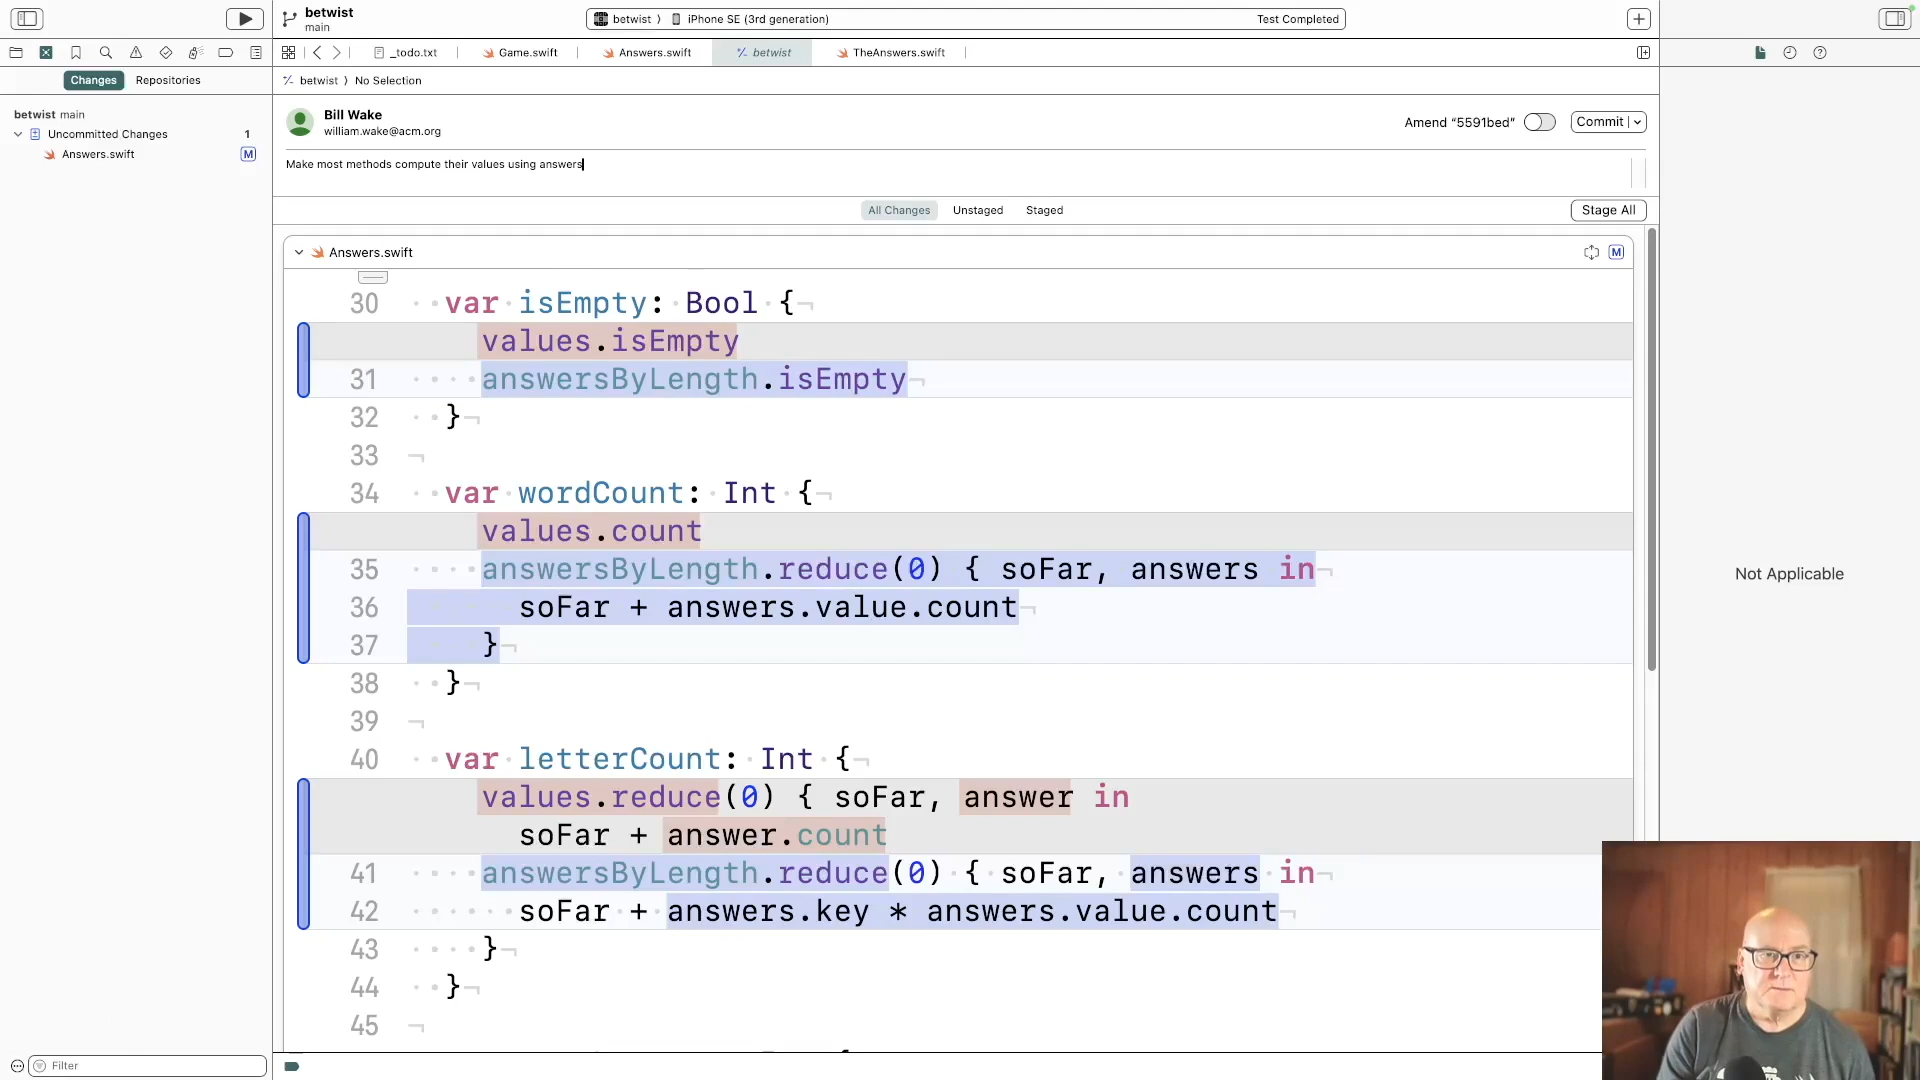 betwist
main
betwist ⟩ iPhone SE (3rd generation)
Test Completed
_todo.txt
Game.swift
Answers.swift
betwist
TheAnswers.swift
Changes
Repositories
betwist ⟩ No Selection
betwist main
Uncommitted Changes 1
Answers.swift M
Bill Wake
william.wake@acm.org
Amend “5591bed”
Commit
Make most methods compute their values using answers
All Changes
Unstaged
Staged
Stage All
Answers.swift
M
30 var isEmpty: Bool {
values.isEmpty
31 answersByLength.isEmpty
32 }
33
34 var wordCount: Int {
values.count
35 answersByLength.reduce(0) { soFar, answers in
36 soFar + answers.value.count
37 }
38 }
39
40 var letterCount: Int {
values.reduce(0) { soFar, answer in
soFar + answer.count
41 answersByLength.reduce(0) { soFar, answers in
42 soFar + answers.key * answers.value.count
43 }
44 }
45
Not Applicable
Filter